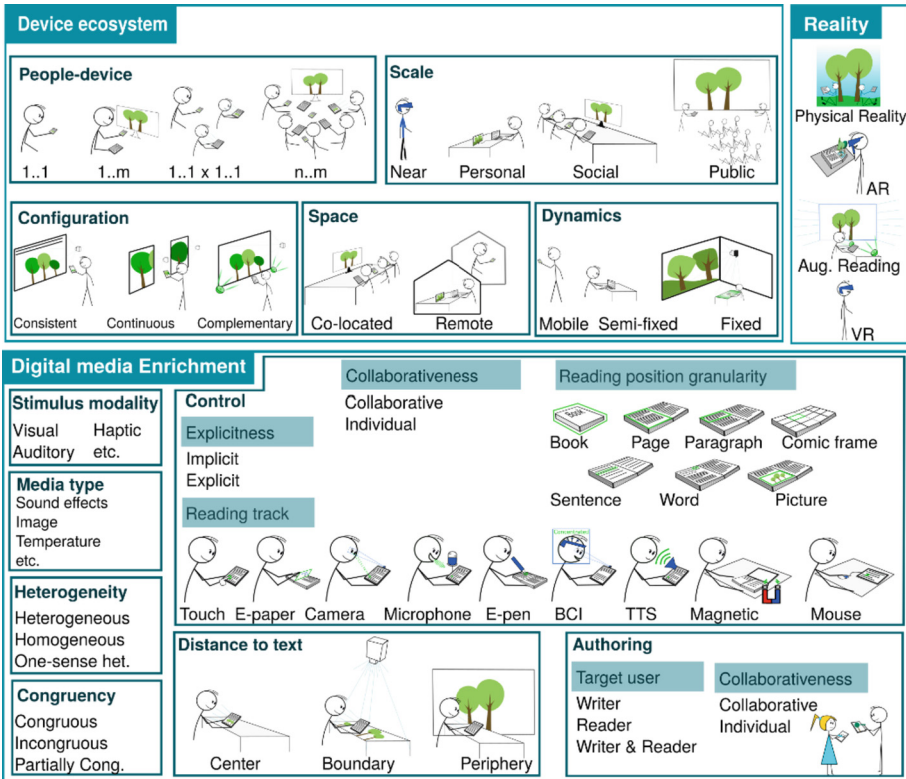 Device ecosystem
People-device
1..1 1..m 1..1 x 1..1 n..m
Scale
Near Personal Social Public
Configuration
Consistent Continuous Complementary
Space
Co-located Remote
Dynamics
Mobile Semi-fixed Fixed
Reality
Physical Reality
AR
Aug. Reading
VR
Digital media Enrichment
Stimulus modality
Visual Haptic
Auditory etc.
Media type
Sound effects
Image
Temperature
etc.
Heterogeneity
Heterogeneous
Homogeneous
One-sense het.
Congruency
Congruous
Incongruous
Partially Cong.
Control
Explicitness
Implicit
Explicit
Collaborativeness
Collaborative
Individual
Reading position granularity
BOOK
Book Page Paragraph Comic frame
Sentence Word Picture
Reading track
Concentrated
Touch E-paper Camera Microphone E-pen BCI TTS Magnetic Mouse
Distance to text
Center Boundary Periphery
Authoring
Target user
Writer
Reader
Writer & Reader
Collaborativeness
Collaborative
Individual